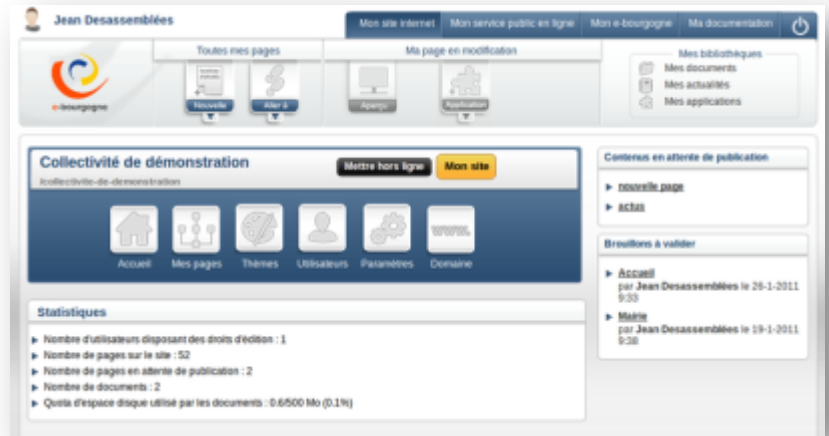 Jean Desassemblées
Mon site internet
Mon service public en ligne
Mon e-bourgogne
Ma documentation
Toutes mes pages
Ma page en modification
Mes bibliothèques
Mes documents
Mes actualités
Mes applications
Nouvelle
Aller à
Aperçu
Application
e-bourgogne
Collectivité de démonstration
/collectivite-de-demonstration
Mettre hors ligne
Mon site
www.
Accueil
Mes pages
Thèmes
Utilisateurs
Paramètres
Domaine
Statistiques
Nombre d'utilisateurs disposant des droits d'édition : 1
Nombre de pages sur le site : 52
Nombre de pages en attente de publication : 2
Nombre de documents : 2
Quota d'espace disque utilisé par les documents : 0.6/500 Mo (0.1%)
Contenus en attente de publication
nouvelle page
actus
Brouillons à valider
Accueil
par Jean Desassemblées le 26-1-2011
9:33
Mairie
par Jean Desassemblées le 19-1-2011
9:38